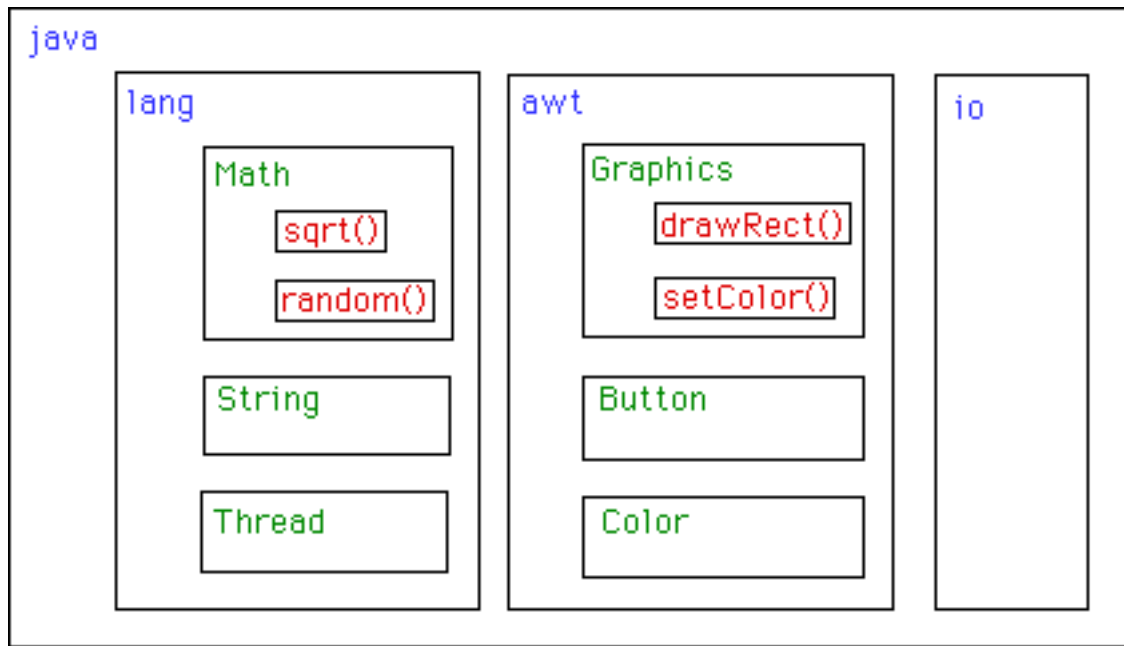 java
lang
Math
sqrt()
random()
String
Thread
awt
Graphics
drawRect()
setColor()
Button
Color
io